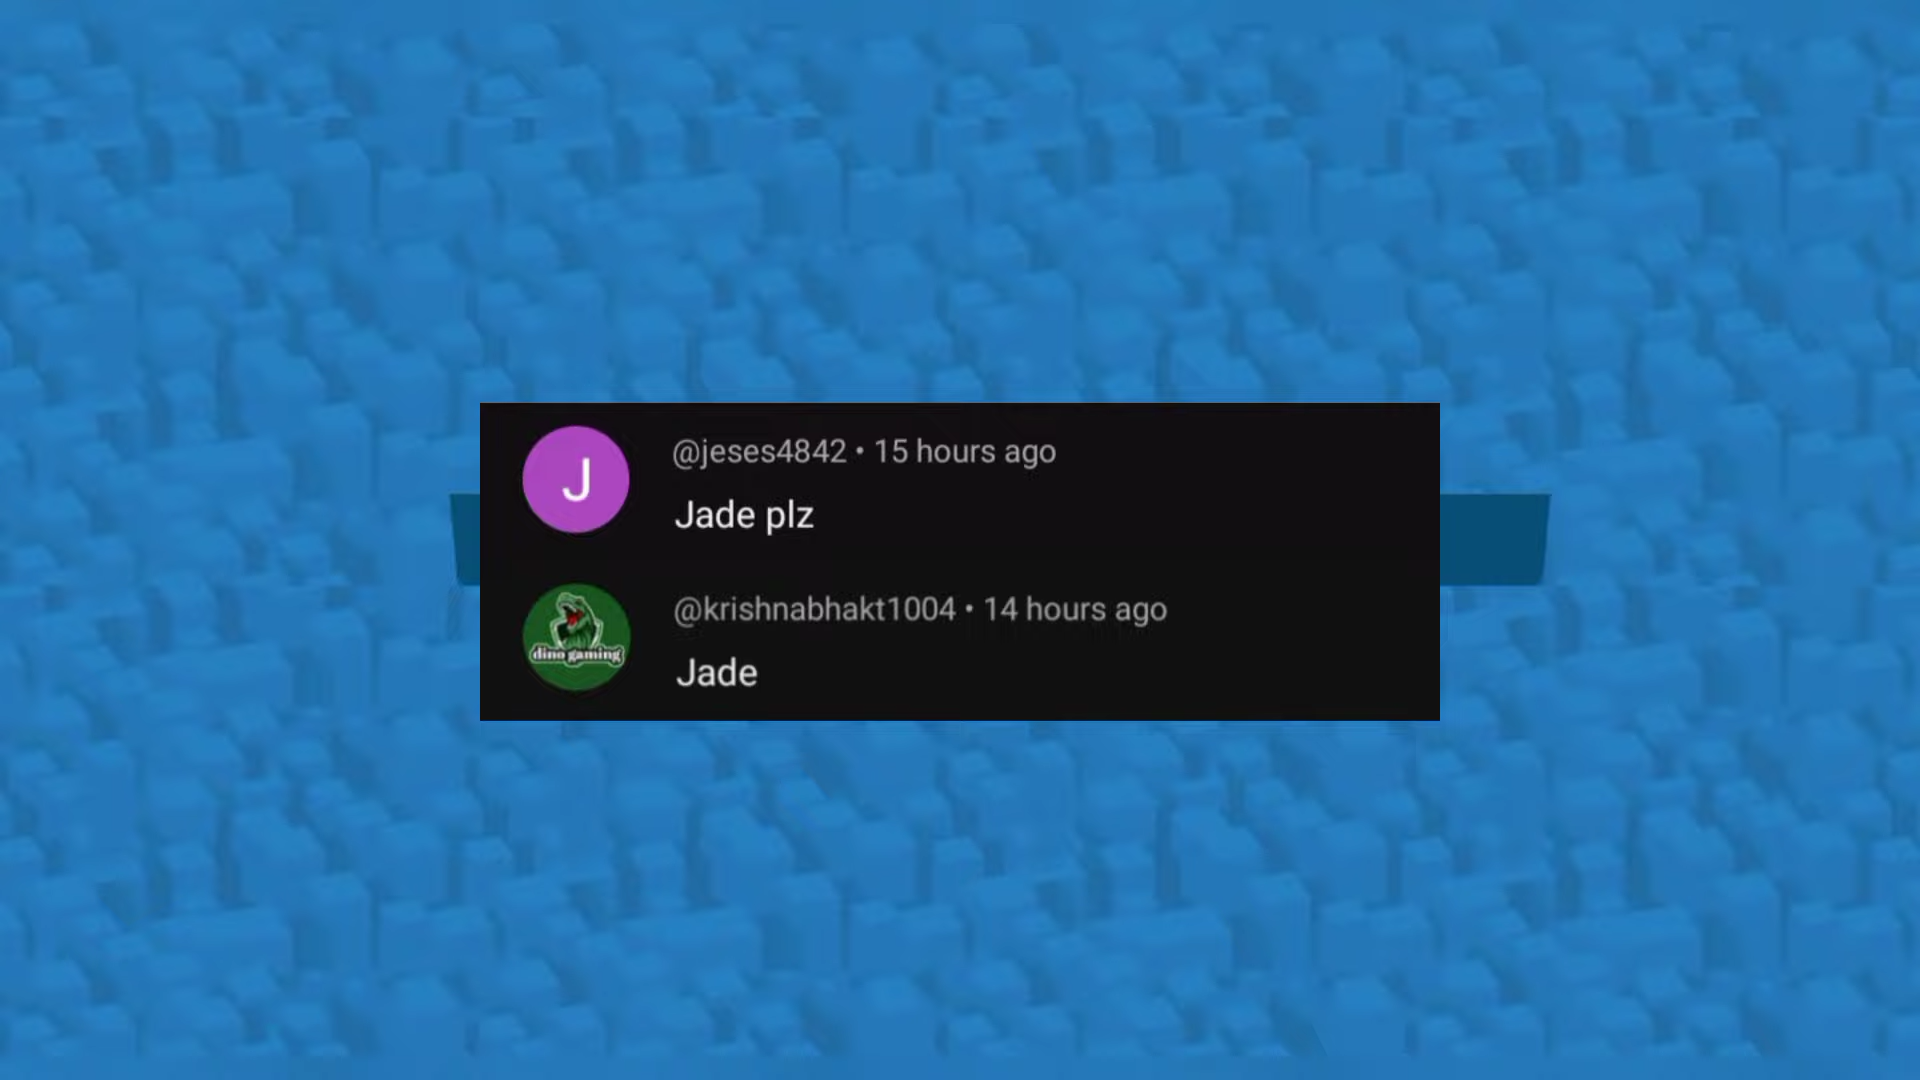 J
@jeses4842 • 15 hours ago
Jade plz
dino gaming
@krishnabhakt1004 • 14 hours ago
Jade